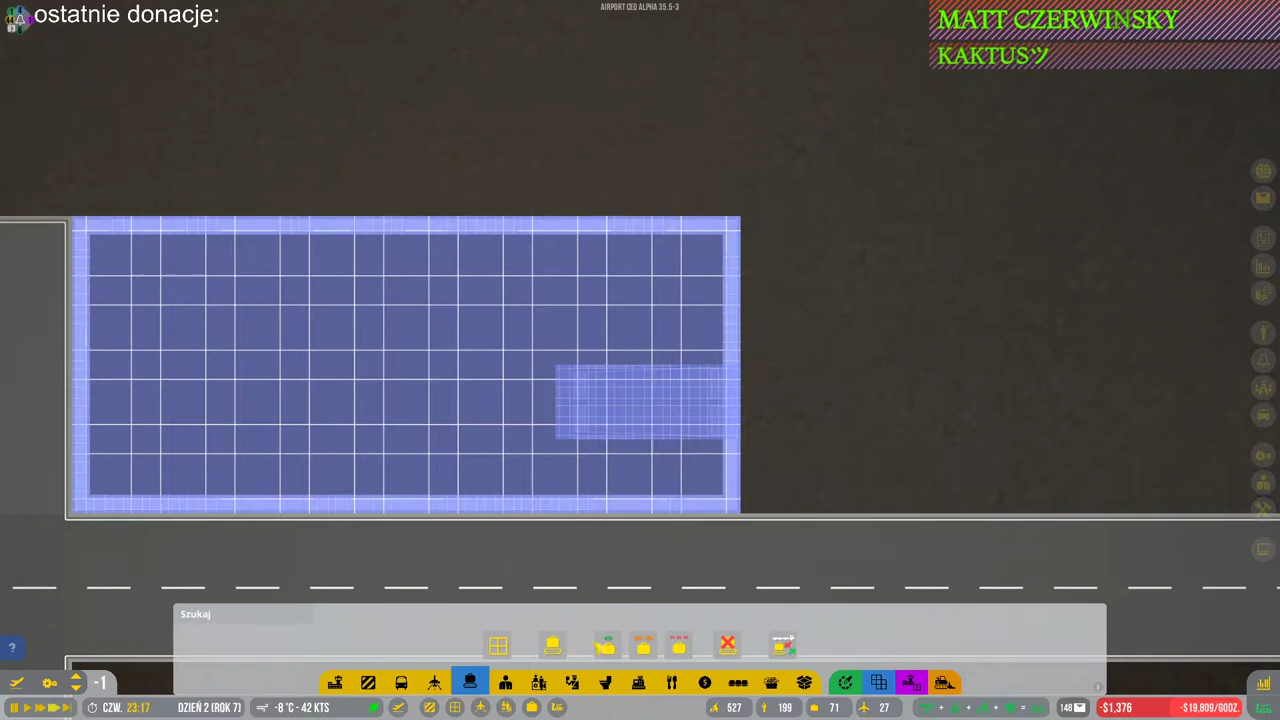 ostatnie donacje:
AIRPORT CEO ALPHA 35.5-3
MATT CZERWINSKY
KAKTUSツ
83
Szukaj
?
-1
23:17
CZW.
DZIEŃ 2 (ROK 7)
-8 °C - 42 KTS
527
199
71
27
148
-$1,376
-$19,809/GODZ.